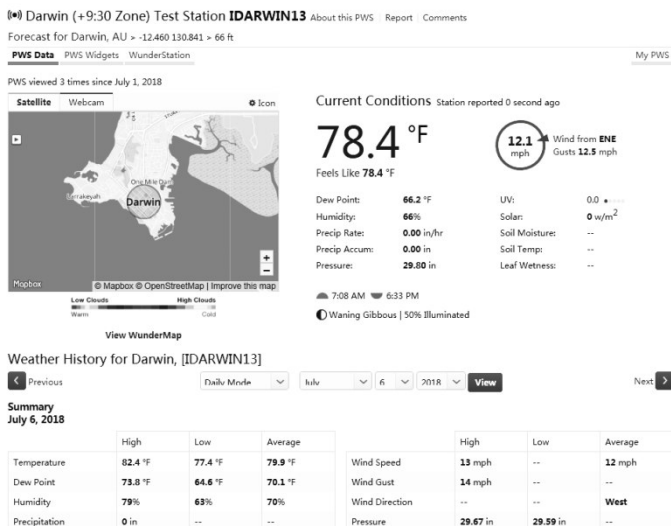 Darwin (+9:30 Zone) Test Station IDARWIN13 About this PWS | Report | Comments
Forecast for Darwin, AU > -12.460 130.841 > 66 ft
PWS Data PWS Widgets WunderStation My PWS
PWS viewed 3 times since July 1, 2018
Satellite Webcam Icon
One Mile Dam
Larrakeyah
Darwin
+
−
Mapbox © Mapbox © OpenStreetMap | Improve this map
Low Clouds High Clouds
Warm Cold
View WunderMap
Current Conditions Station reported 0 second ago
78.4 °F
Feels Like 78.4 °F
12.1 mph
Wind from ENE
Gusts 12.5 mph
Dew Point: 66.2 °F UV: 0.0
Humidity: 66% Solar: 0 w/m²
Precip Rate: 0.00 in/hr Soil Moisture: --
Precip Accum: 0.00 in Soil Temp: --
Pressure: 29.80 in Leaf Wetness: --
7:08 AM 6:33 PM
Waning Gibbous | 50% Illuminated
Weather History for Darwin, [IDARWIN13]
Previous Daily Mode July 6 2018 View Next
Summary
July 6, 2018
High Low Average High Low Average
Temperature 82.4 °F 77.4 °F 79.9 °F Wind Speed 13 mph -- 12 mph
Dew Point 73.8 °F 64.6 °F 70.1 °F Wind Gust 14 mph -- --
Humidity 79% 63% 70% Wind Direction -- -- West
Precipitation 0 in -- -- Pressure 29.67 in 29.59 in --